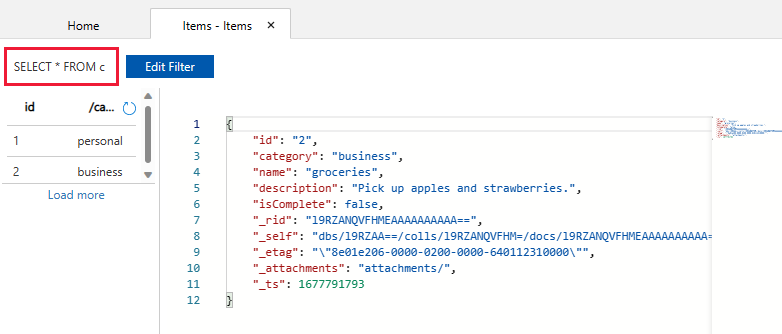 Home Items - Items ×
SELECT * FROM c Edit Filter
id /ca...
1 personal
2 business
Load more
1 {
2 "id": "2",
3 "category": "business",
4 "name": "groceries",
5 "description": "Pick up apples and strawberries.",
6 "isComplete": false,
7 "_rid": "l9RZANQVFHMEAAAAAAAAAA==",
8 "_self": "dbs/l9RZAA==/colls/l9RZANQVFHM=/docs/l9RZANQVFHMEAAAAAAAAAA=
9 "_etag": "\"8e01e206-0000-0200-0000-640112310000\"",
10 "_attachments": "attachments/",
11 "_ts": 1677791793
12 }